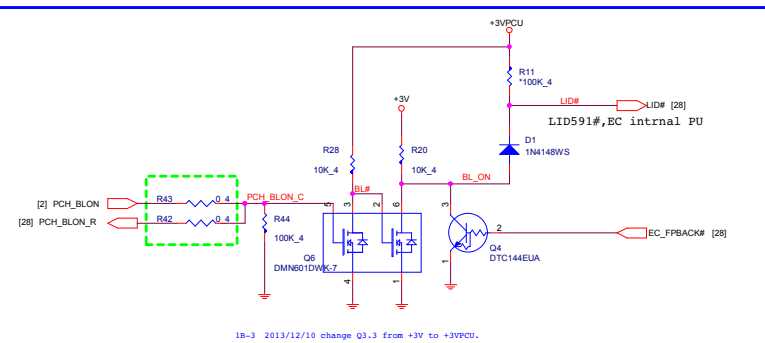 +3VPCU
R11
*100K_4
LID#
LID# [28]
LID591#,EC intrnal PU
+3V
D1
1N4148WS
R28
10K_4
R20
10K_4
BL#
BL_ON
[2] PCH_BLON
R43
0_4
PCH_BLON_C
[28] PCH_BLON_R
R42
0_4
R44
100K_4
5
3
2
6
3
2
EC_FPBACK# [28]
Q6
DMN601DWK-7
4
1
1
Q4
DTC144EUA
1B-3 2013/12/10 change Q3.3 from +3V to +3VPCU.